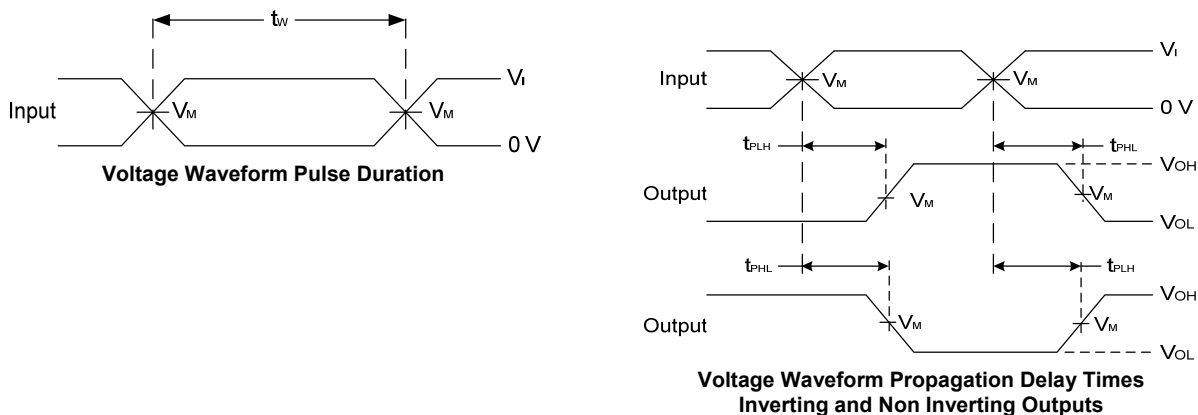 tW
Input
VM
VM
VI
0 V
Voltage Waveform Pulse Duration
Input
VM
VM
VI
0 V
tPLH
tPHL
Output
VM
VM
VOH
VOL
tPHL
tPLH
Output
VM
VM
VOH
VOL
Voltage Waveform Propagation Delay Times
Inverting and Non Inverting Outputs